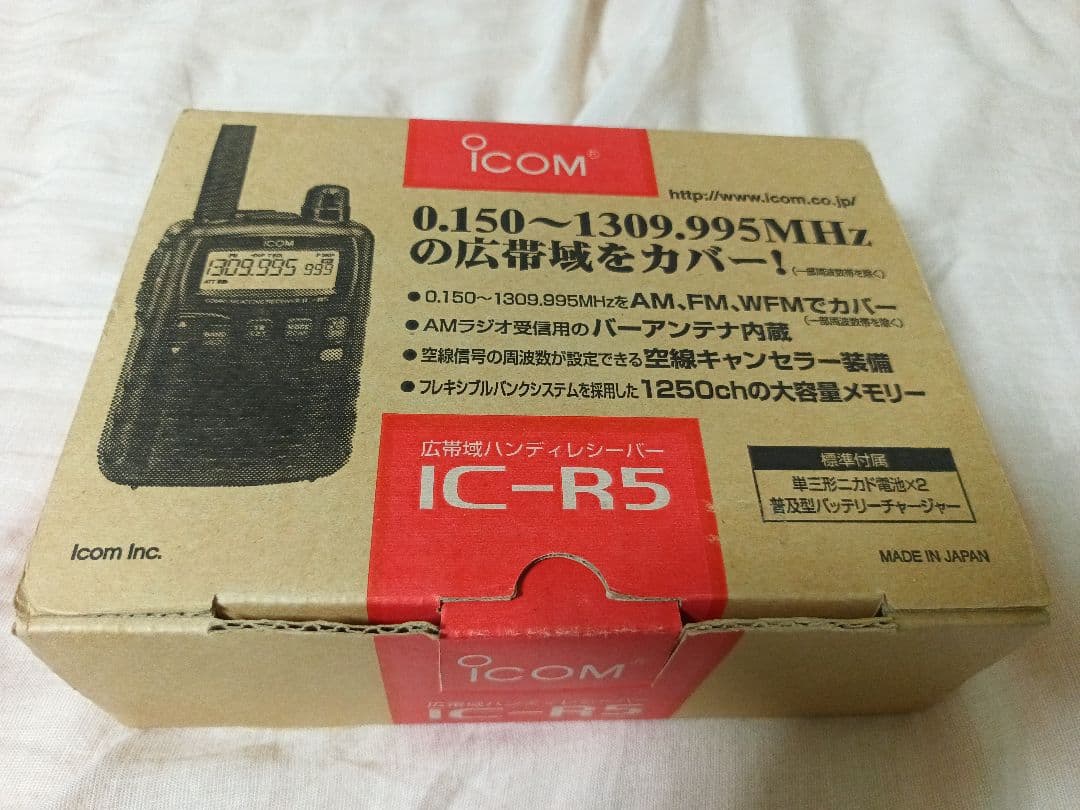 iCOM®
http://www.icom.co.jp/
0.150～1309.995MHz
の広帯域をカバー!(一部周波数帯を除く)
●0.150～1309.995MHzをAM、FM、WFMでカバー
(一部周波数帯を除く)
●AMラジオ受信用のバーアンテナ内蔵
●空線信号の周波数が設定できる空線キャンセラー装備
●フレキシブルバンクシステムを採用した1250chの大容量メモリー
iCOM
1309.995 999
広帯域ハンディレシーバー
IC-R5
標準付属
単三形ニカド電池×2
普及型バッテリーチャージャー
Icom Inc.
MADE IN JAPAN
iCOM®
広帯域ハン
IC-R5